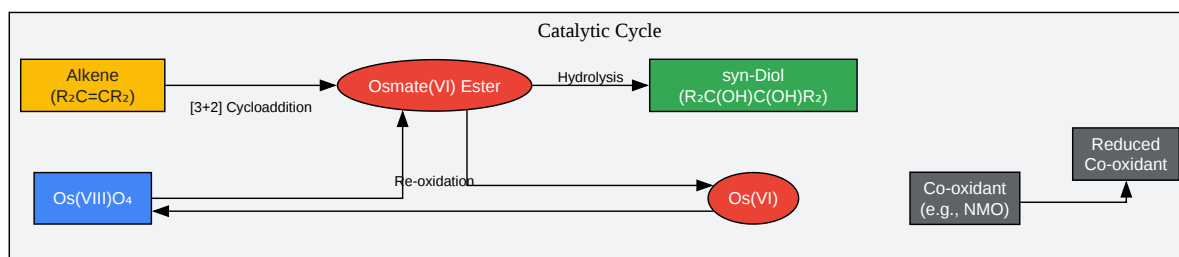 Catalytic Cycle
Alkene
(R₂C=CR₂)
[3+2] Cycloaddition
Osmate(VI) Ester
Hydrolysis
syn-Diol
(R₂C(OH)C(OH)R₂)
Reduced
Co-oxidant
Os(VIII)O₄
Re-oxidation
Os(VI)
Co-oxidant
(e.g., NMO)